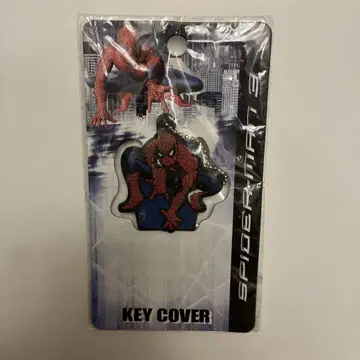 SPIDER-MAN 3
KEY COVER